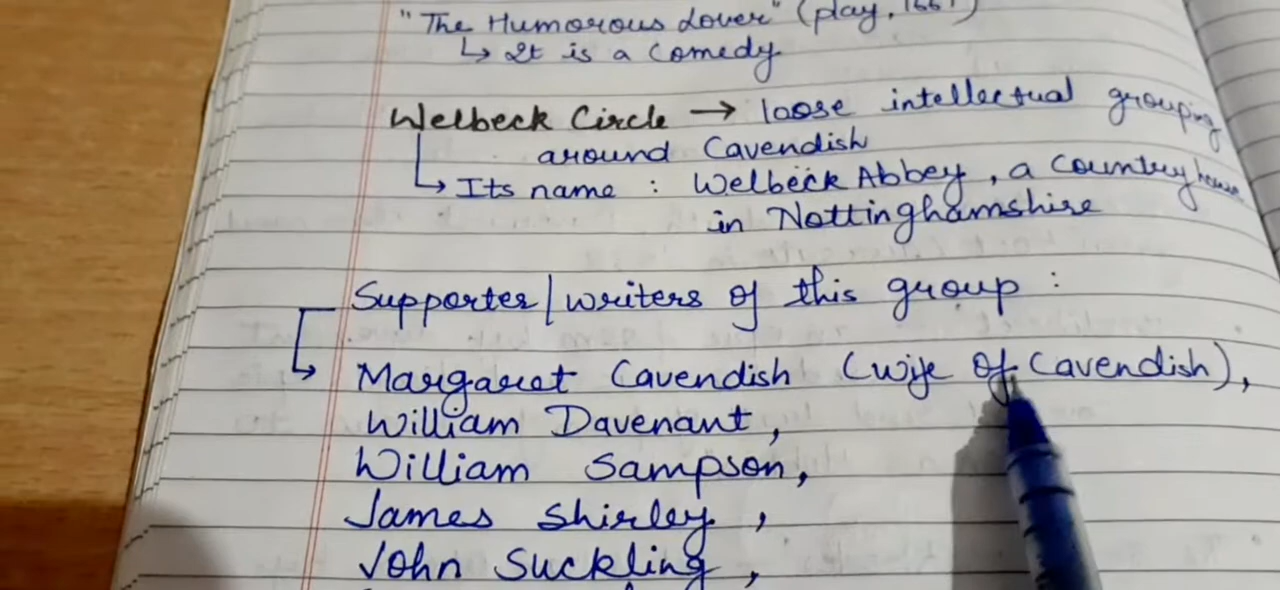 "The Humorous Lover" (play, 166
↳ It is a comedy
Welbeck Circle → loose intellectual grouping
around Cavendish
↳ Its name : Welbeck Abbey, a country house
in Nottinghamshire
Supporter/writers of this group :
↳ Margaret Cavendish (wife of Cavendish),
William Davenant,
William Sampson,
James Shirley,
John Suckling,